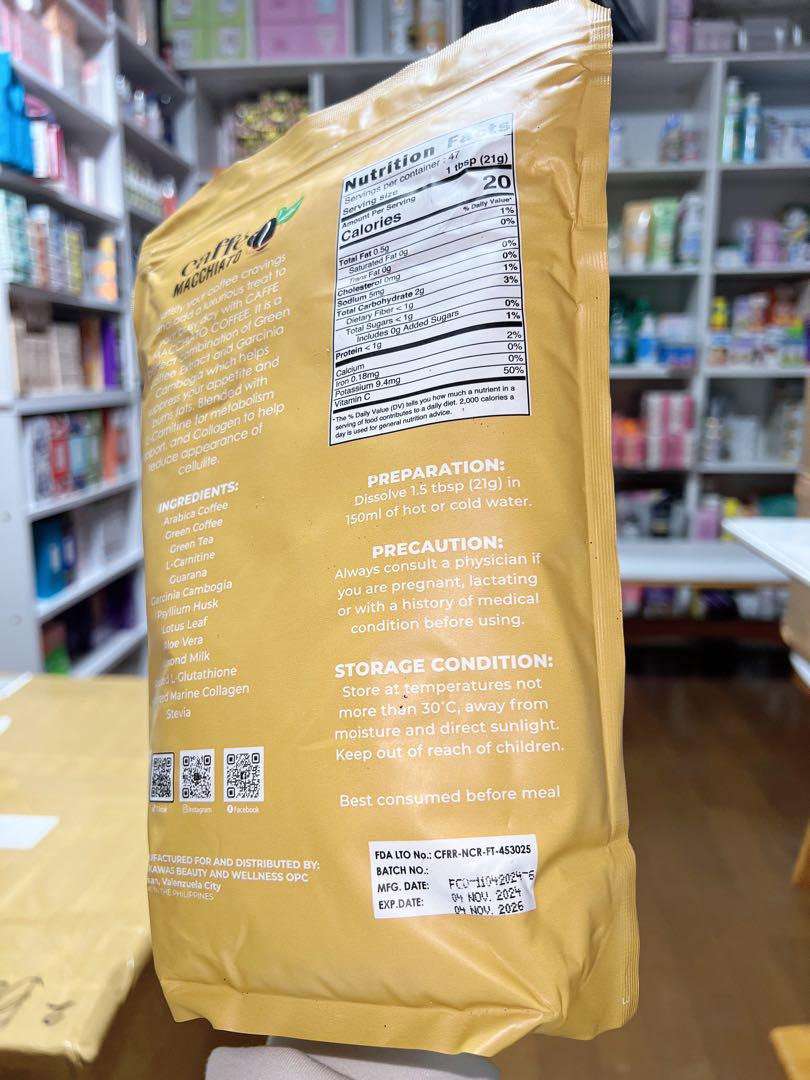 caffè
MACCHIATO
your coffee cravings
add a luxurious treat to
day with CAFFE
MACCHIATO COFFEE. It is a
combination of Green
Coffee Extract and Garcinia
Cambogia which helps
suppress your appetite and
burns fats. Blended with
L-Carnitine for metabolism
and Collagen to help
reduce appearance of
cellulite.
INGREDIENTS:
Arabica Coffee
Green Coffee
Green Tea
L-Carnitine
Guarana
Garcinia Cambogia
Psyllium Husk
Lotus Leaf
Aloe Vera
Milk
L-Glutathione
Marine Collagen
Stevia
Instagram
Facebook
FOR AND DISTRIBUTED BY:
BEAUTY AND WELLNESS OPC
Valenzuela City
IN THE PHILIPPINES
Nutrition Facts
Servings per container : 47
Serving size 1 tbsp (21g)
Amount Per Serving
Calories 20
% Daily Value*
Total Fat 0.5g 1%
Saturated Fat 0g 0%
Trans Fat 0g
Cholesterol 0mg 0%
Sodium 5mg 0%
Total Carbohydrate 2g 1%
Dietary Fiber < 1g 3%
Total Sugars < 1g
Includes 0g Added Sugars 0%
Protein < 1g 1%
Calcium 2%
Iron 0.18mg 0%
Potassium 9.4mg 0%
Vitamin C 50%
*The % Daily Value (DV) tells you how much a nutrient in a
serving of food contributes to a daily diet. 2,000 calories a
day is used for general nutrition advice.
PREPARATION:
Dissolve 1.5 tbsp (21g) in
150ml of hot or cold water.
PRECAUTION:
Always consult a physician if
you are pregnant, lactating
or with a history of medical
condition before using.
STORAGE CONDITION:
Store at temperatures not
more than 30°C, away from
moisture and direct sunlight.
Keep out of reach of children.
Best consumed before meal
FDA LTO No.: CFRR-NCR-FT-453025
BATCH NO.: FCO-11042024-6
MFG. DATE: 04 NOV. 2024
EXP.DATE: 04 NOV. 2026